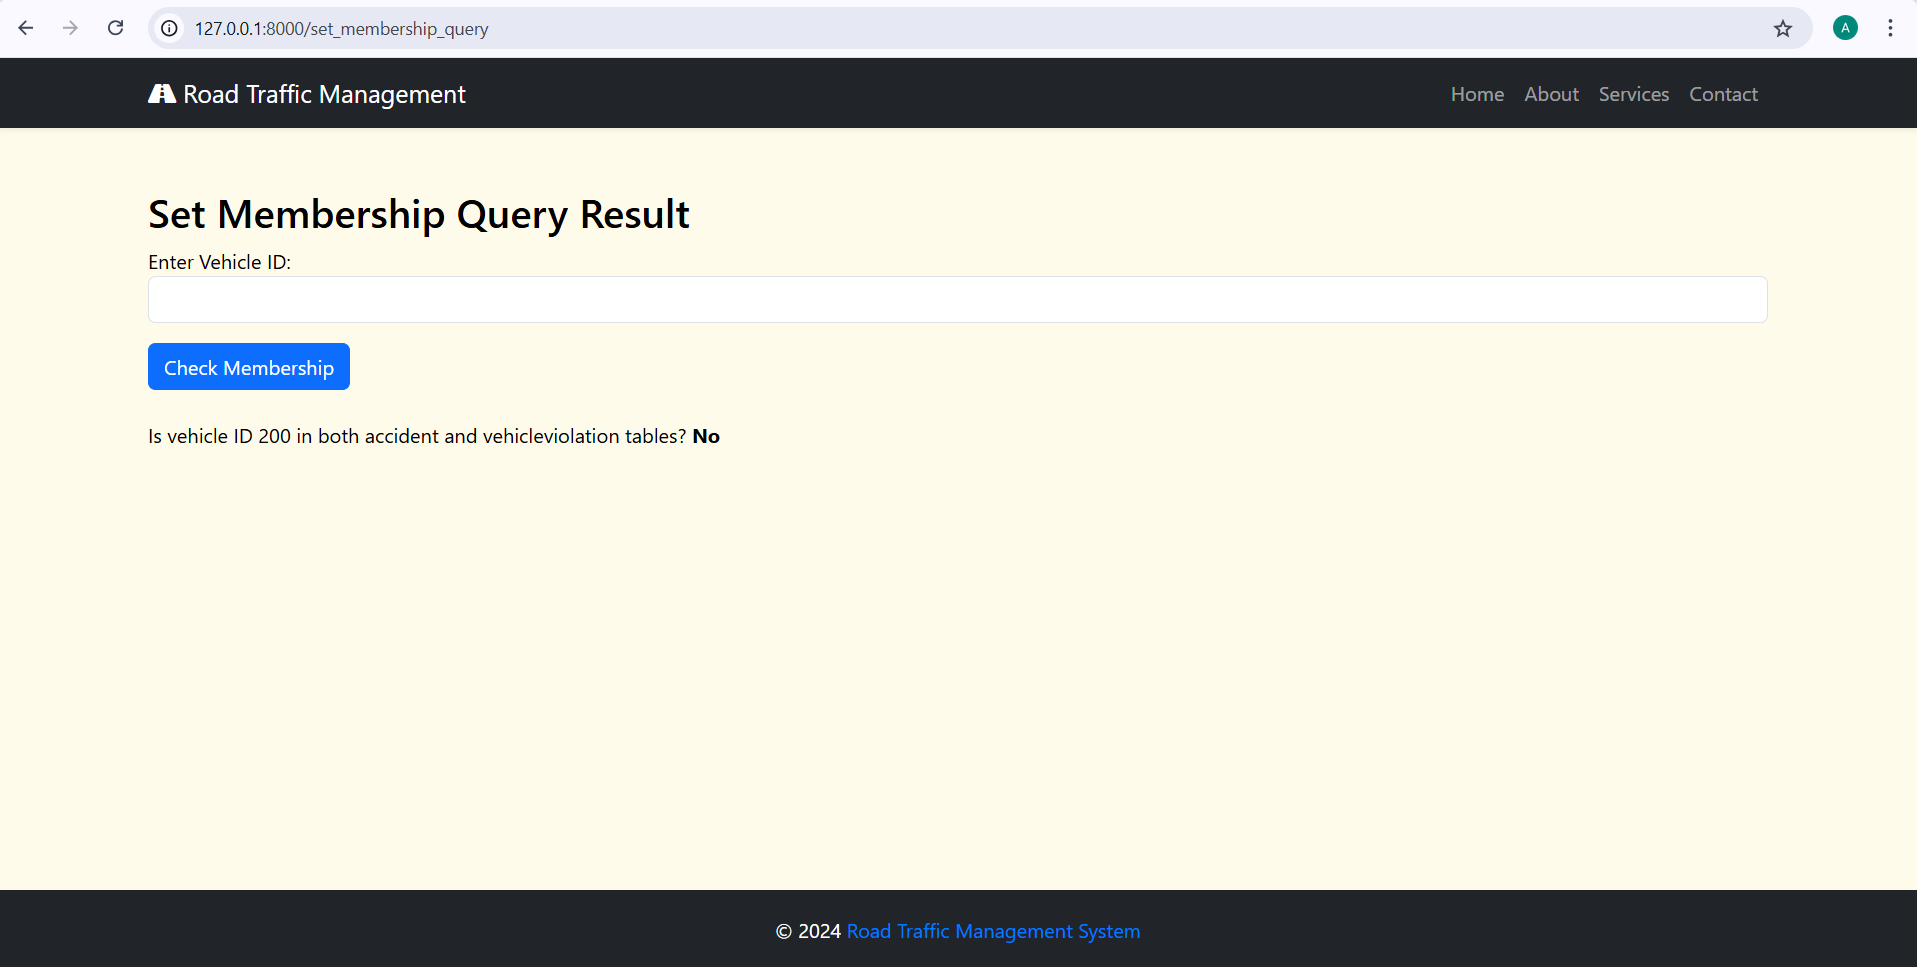 127.0.0.1:8000/set_membership_query
A
Road Traffic Management
Home About Services Contact
Set Membership Query Result
Enter Vehicle ID:
Check Membership
Is vehicle ID 200 in both accident and vehicleviolation tables? No
© 2024 Road Traffic Management System